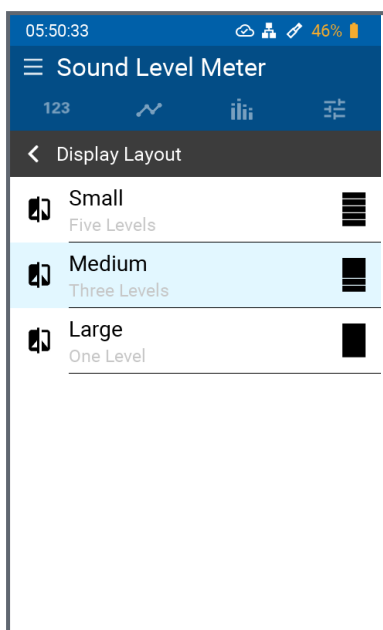 05:50:33 46%
Sound Level Meter
123
Display Layout
Small
Five Levels
Medium
Three Levels
Large
One Level